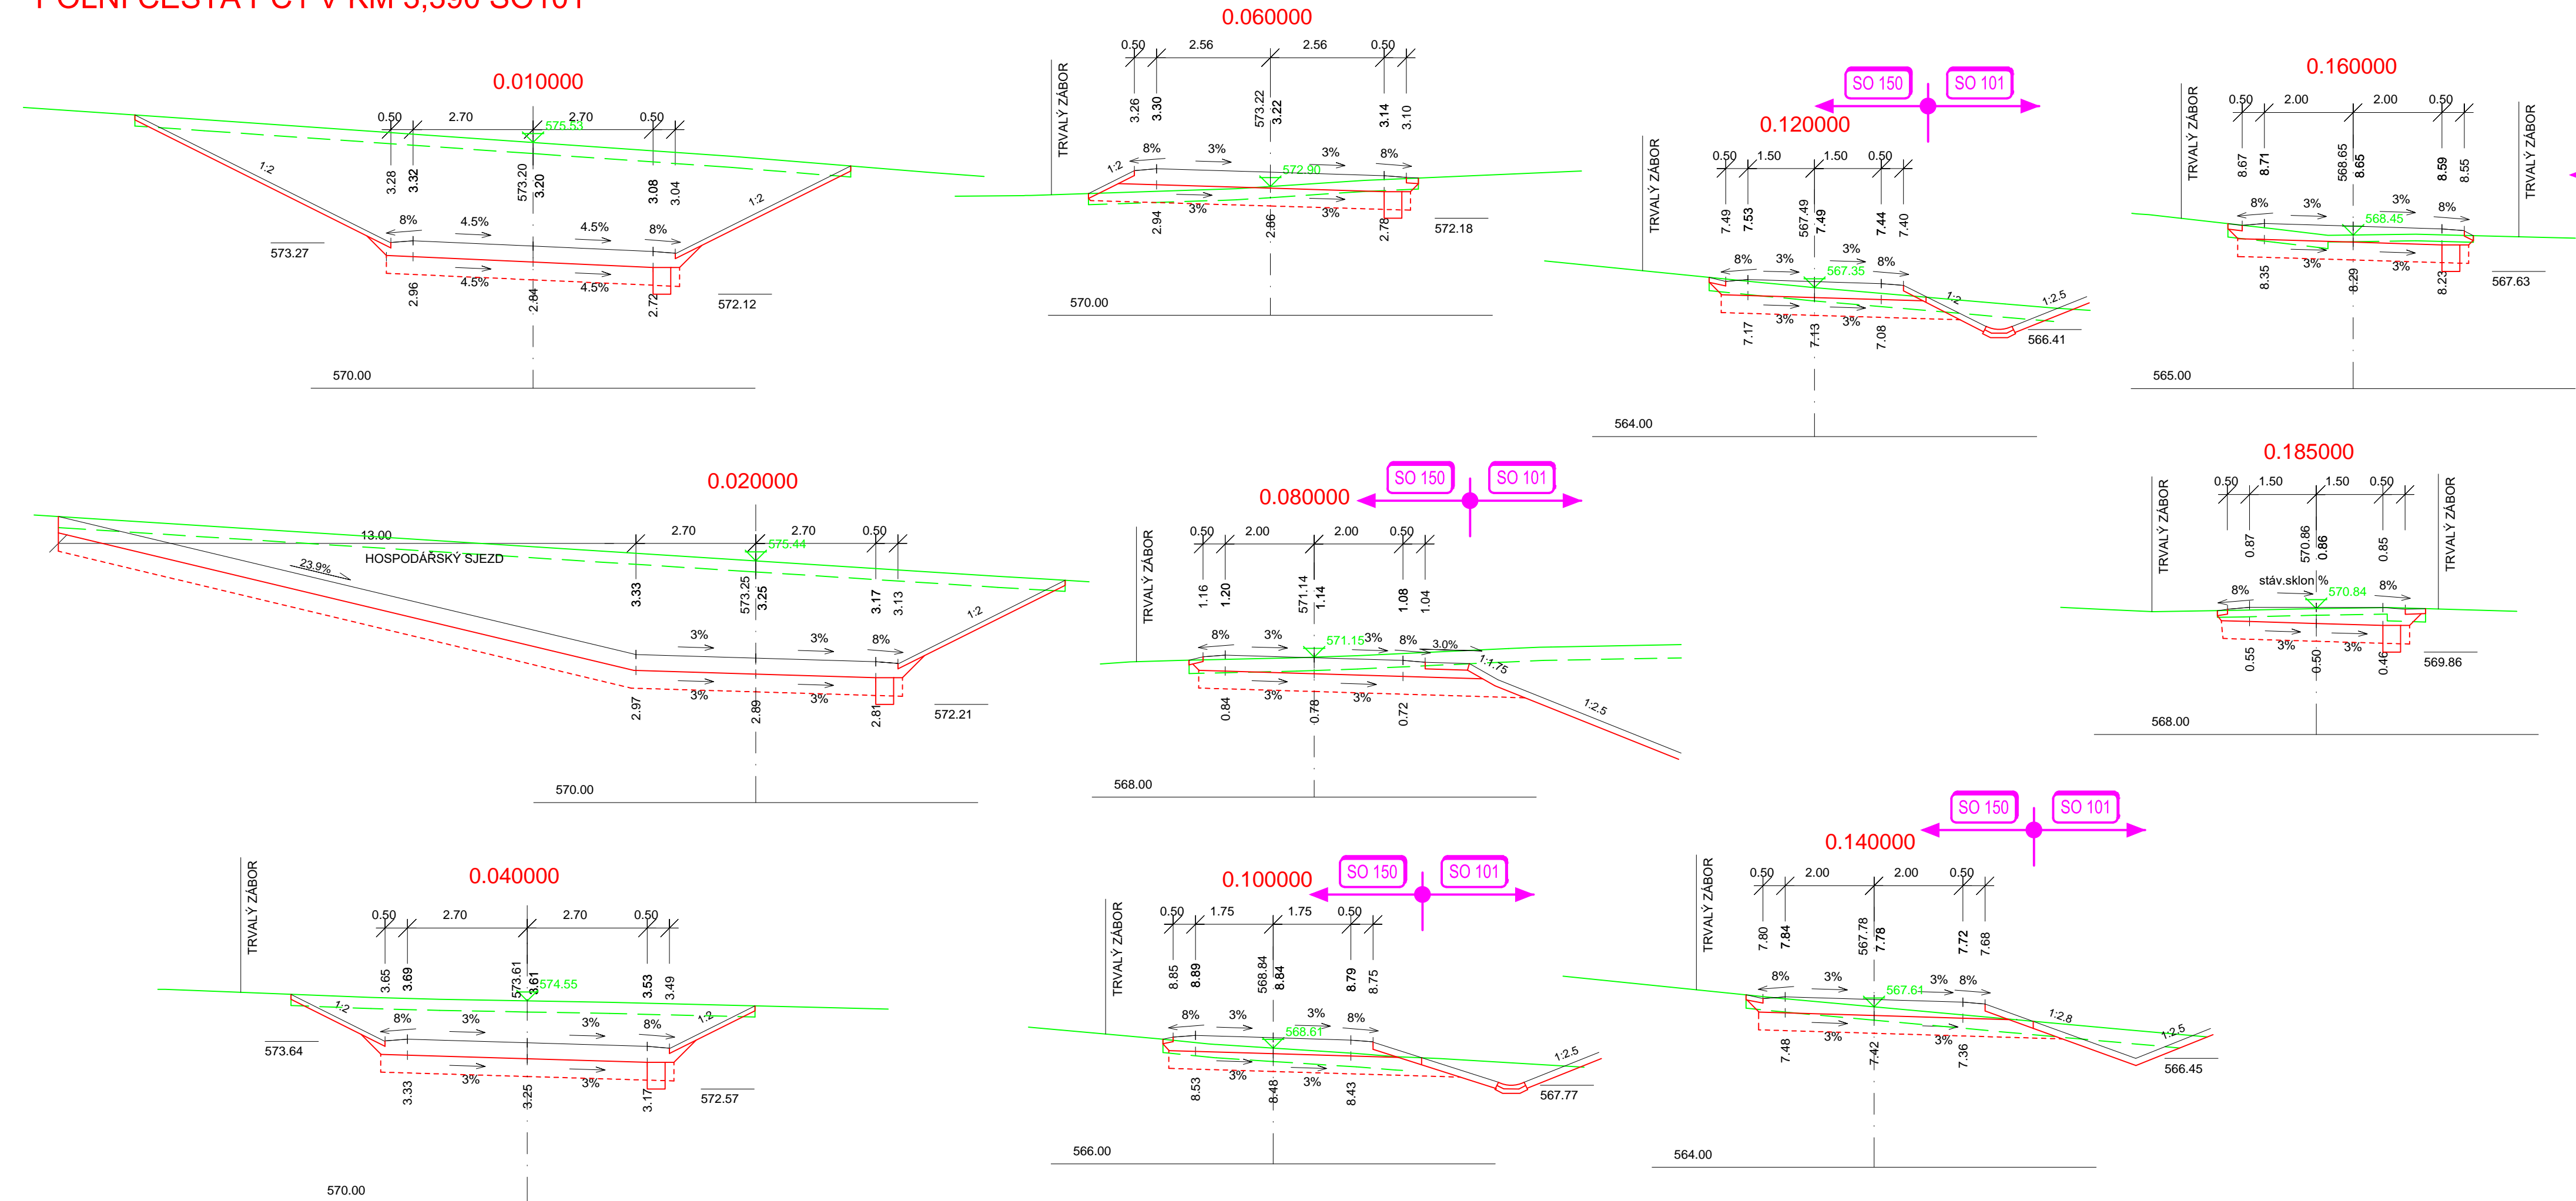 0.010000
0.50 2.70 2.70 0.50
575.53
3.28 3.32 573.20 3.20 3.08 3.04
1:2
1:2
8% 4.5% 4.5% 8%
573.27
4.5% 4.5%
2.96 2.84 2.72
572.12
570.00
0.060000
0.50 2.56 2.56 0.50
TRVALÝ ZÁBOR
3.26 3.30 573.22 3.22 3.14 3.10
1:2 8% 3% 3% 8%
572.90
3% 3%
2.94 2.86 2.78
572.18
570.00
SO 150 SO 101
0.120000
0.50 1.50 1.50 0.50
TRVALÝ ZÁBOR
7.49 7.53 567.49 7.49 7.44 7.40
8% 3% 3% 8%
567.35
1:2 1:2.5
3% 3%
7.17 7.13 7.08
566.41
564.00
0.160000
0.50 2.00 2.00 0.50
TRVALÝ ZÁBOR
TRVALÝ ZÁBOR
8.67 8.71 568.65 8.65 8.59 8.55
8% 3% 3% 8%
568.45
3% 3%
8.35 8.29 8.23
567.63
565.00
0.020000
13.00 2.70 2.70 0.50
575.44
HOSPODÁŘSKÝ SJEZD
23.9%
3.33 573.25 3.25 3.17 3.13
1:2
3% 3% 8%
3% 3%
2.97 2.89 2.81
572.21
570.00
SO 150 SO 101
0.080000
0.50 2.00 2.00 0.50
TRVALÝ ZÁBOR
1.16 1.20 571.14 1.14 1.08 1.04
8% 3% 571.15 3% 8% 3.0%
1:1.75
1:2.5
3% 3%
0.84 0.78 0.72
568.00
0.185000
0.50 1.50 1.50 0.50
TRVALÝ ZÁBOR
TRVALÝ ZÁBOR
0.87 570.86 0.86 0.85
stáv.sklon %
8% 8%
570.84
3% 3%
0.55 0.50 0.46
569.86
568.00
0.040000
0.50 2.70 2.70 0.50
TRVALÝ ZÁBOR
3.65 3.69 573.61 3.61 3.53 3.49
574.55
1:2 1:2
8% 3% 3% 8%
573.64
3% 3%
3.33 3.25 3.17
572.57
570.00
SO 150 SO 101
0.100000
0.50 1.75 1.75 0.50
TRVALÝ ZÁBOR
8.85 8.89 568.84 8.84 8.79 8.75
8% 3% 3% 8%
568.61
1:2.5
3% 3%
8.53 8.48 8.43
567.77
566.00
SO 150 SO 101
0.140000
0.50 2.00 2.00 0.50
TRVALÝ ZÁBOR
7.80 7.84 567.78 7.78 7.72 7.68
8% 3% 3% 8%
567.61
1:2.8 1:2.5
3% 3%
7.48 7.42 7.36
566.45
564.00